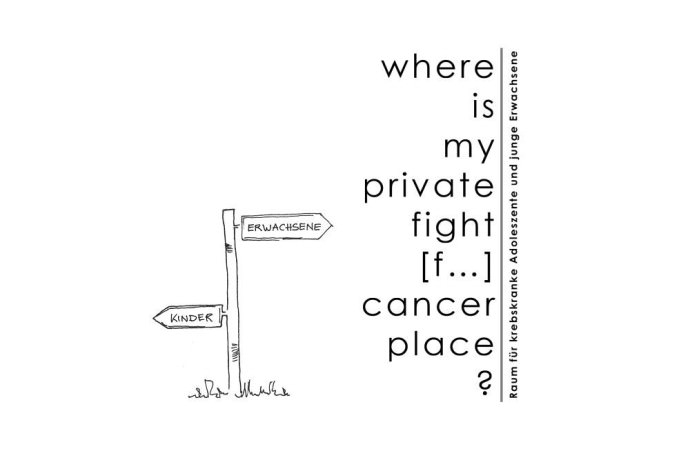 ERWACHSENE
KINDER
where
is
my
private
fight
[f...]
cancer
place
?
Raum für krebskranke Adoleszente und junge Erwachsene